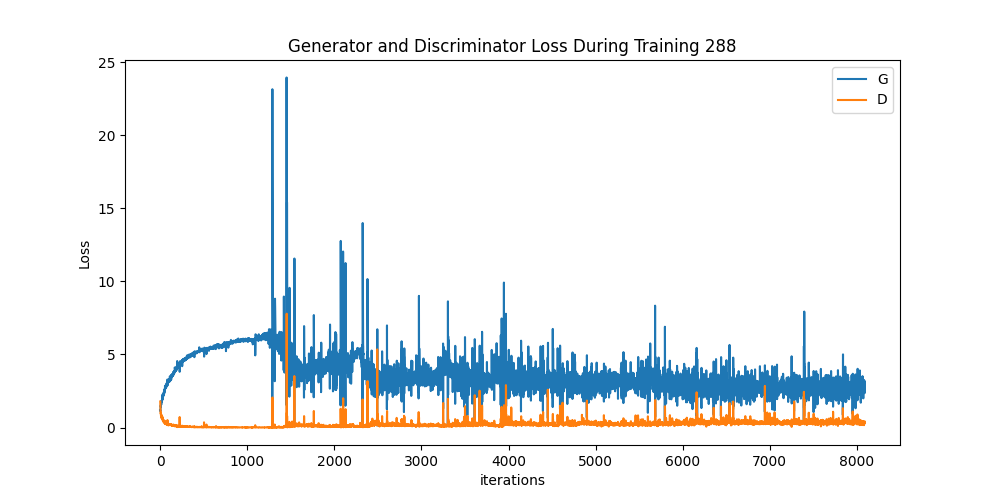 Generator and Discriminator Loss During Training 288
G
D
25
20
15
10
5
0
Loss
0 1000 2000 3000 4000 5000 6000 7000 8000
iterations